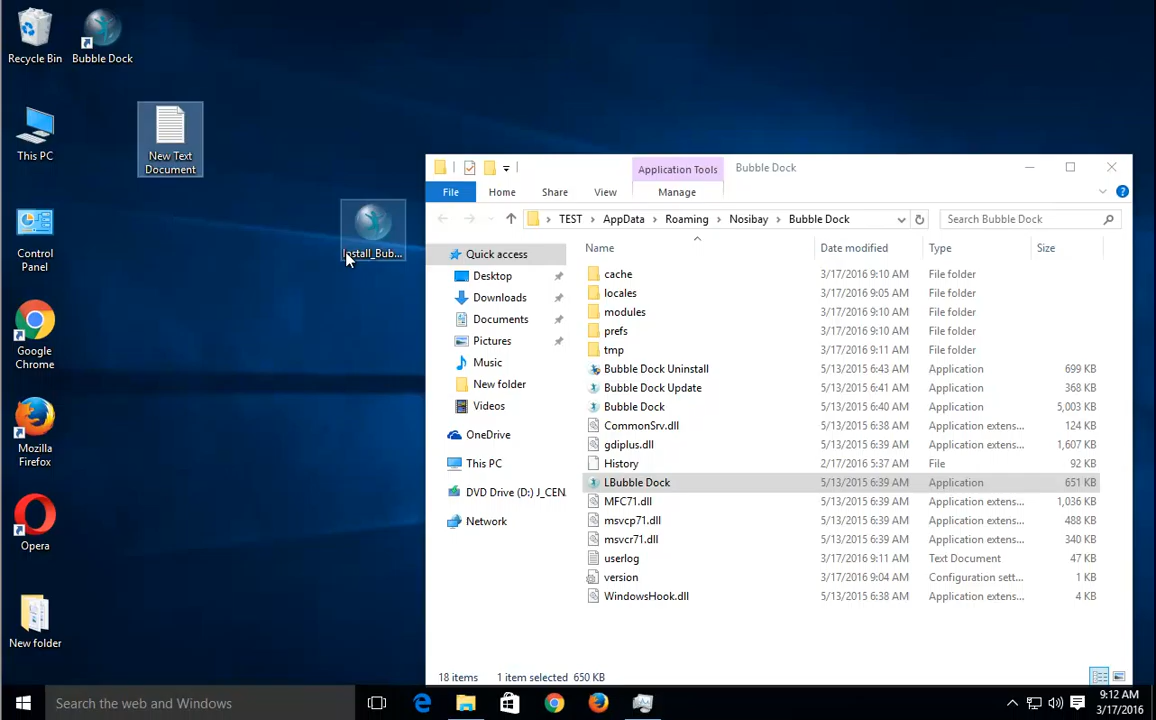 Recycle Bin
Bubble Dock
This PC
New Text
Document
Control
Panel
Google
Chrome
Mozilla
Firefox
Opera
New folder
Install_Bub...
Application Tools
Bubble Dock
File
Home
Share
View
Manage
TEST
AppData
Roaming
Nosibay
Bubble Dock
Search Bubble Dock
Quick access
Desktop
Downloads
Documents
Pictures
Music
New folder
Videos
OneDrive
This PC
DVD Drive (D:) J_CEN
Network
Name Date modified Type Size
cache 3/17/2016 9:10 AM File folder
locales 3/17/2016 9:05 AM File folder
modules 3/17/2016 9:10 AM File folder
prefs 3/17/2016 9:10 AM File folder
tmp 3/17/2016 9:11 AM File folder
Bubble Dock Uninstall 5/13/2015 6:43 AM Application 699 KB
Bubble Dock Update 5/13/2015 6:41 AM Application 368 KB
Bubble Dock 5/13/2015 6:40 AM Application 5,003 KB
CommonSrv.dll 5/13/2015 6:38 AM Application extens... 124 KB
gdiplus.dll 5/13/2015 6:39 AM Application extens... 1,607 KB
History 2/17/2016 5:37 AM File 92 KB
LBubble Dock 5/13/2015 6:39 AM Application 651 KB
MFC71.dll 5/13/2015 6:39 AM Application extens... 1,036 KB
msvcp71.dll 5/13/2015 6:39 AM Application extens... 488 KB
msvcr71.dll 5/13/2015 6:39 AM Application extens... 340 KB
userlog 3/17/2016 9:11 AM Text Document 47 KB
version 3/17/2016 9:04 AM Configuration sett... 1 KB
WindowsHook.dll 5/13/2015 6:38 AM Application extens... 4 KB
18 items 1 item selected 650 KB
Search the web and Windows
9:12 AM
3/17/2016